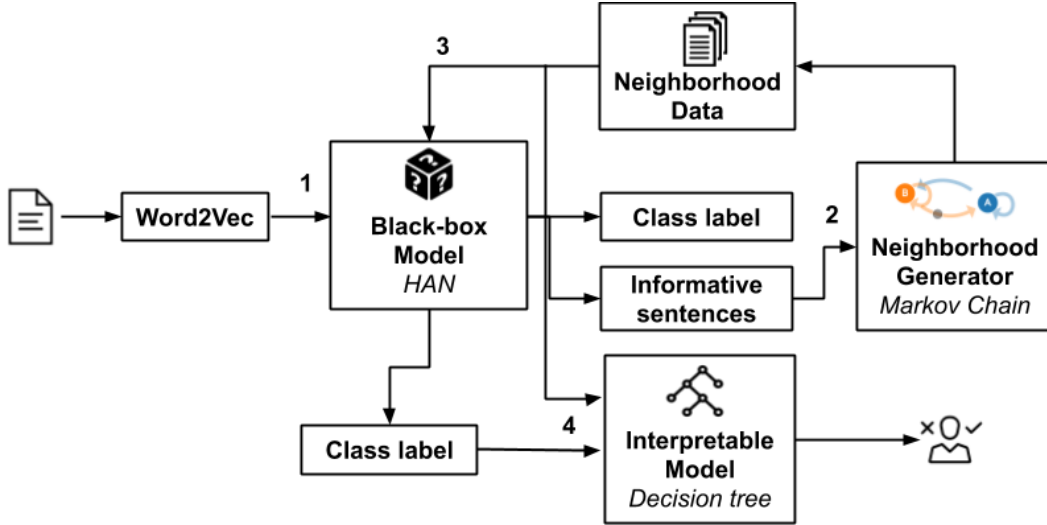 3
Neighborhood
Data
1
Word2Vec
? ? ?
Black-box
Model
HAN
Class label
Informative
sentences
2
B
A
Neighborhood
Generator
Markov Chain
Class label
4
Interpretable
Model
Decision tree